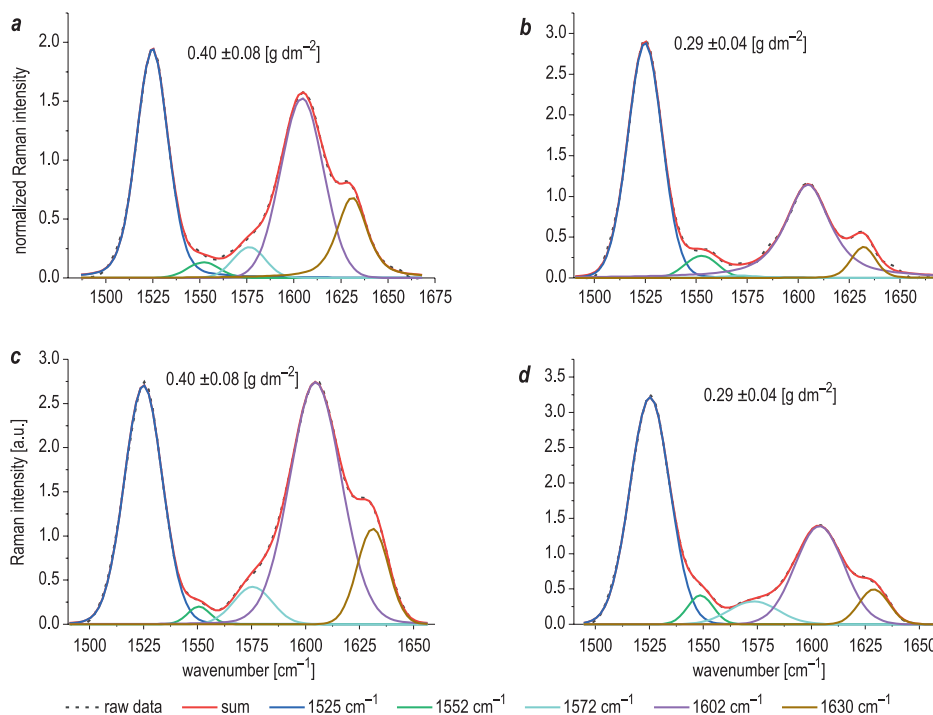 a
0.40 ±0.08 [g dm⁻²]
normalized Raman intensity
2.0
1.5
1.0
0.5
0.0
1500 1525 1550 1575 1600 1625 1650 1675
b
0.29 ±0.04 [g dm⁻²]
3.0
2.5
2.0
1.5
1.0
0.5
0.0
1500 1525 1550 1575 1600 1625 1650
c
0.40 ±0.08 [g dm⁻²]
Raman intensity [a.u.]
3.0
2.5
2.0
1.5
1.0
0.5
0.0
1500 1525 1550 1575 1600 1625 1650
wavenumber [cm⁻¹]
d
0.29 ±0.04 [g dm⁻²]
3.5
3.0
2.5
2.0
1.5
1.0
0.5
0.0
1500 1525 1550 1575 1600 1625 1650
wavenumber [cm⁻¹]
raw data sum 1525 cm⁻¹ 1552 cm⁻¹ 1572 cm⁻¹ 1602 cm⁻¹ 1630 cm⁻¹